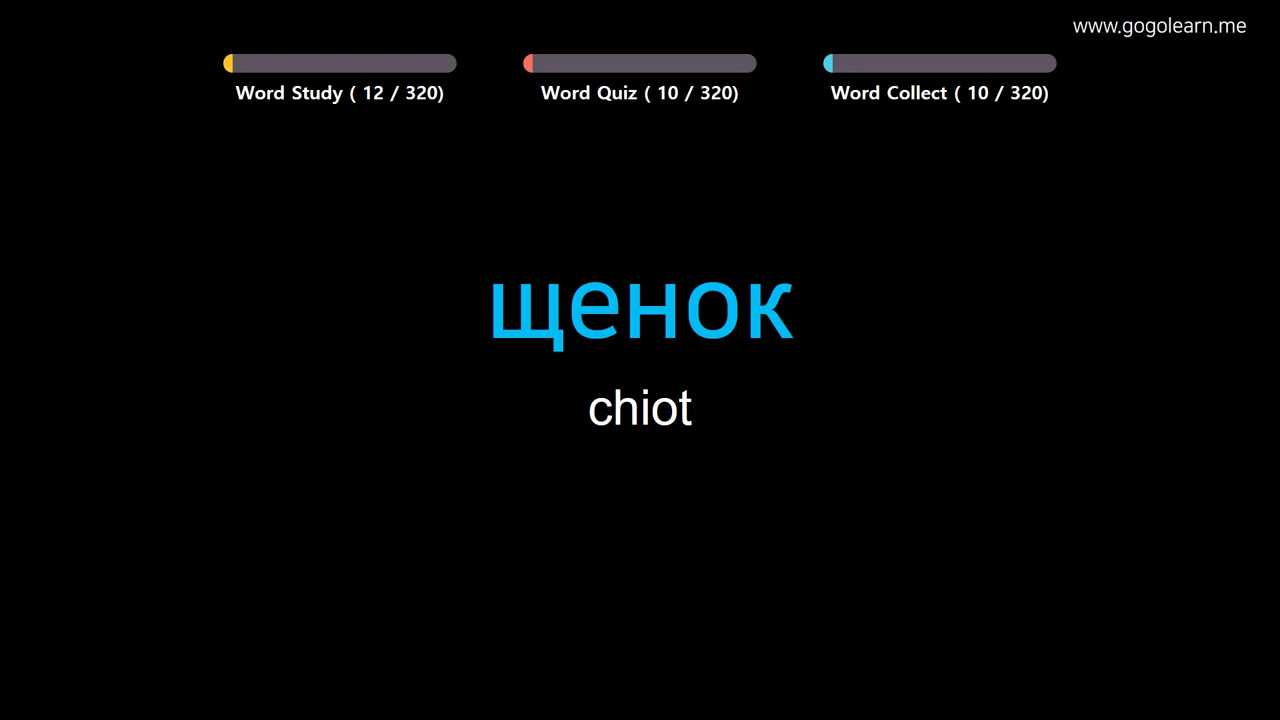 www.gogolearn.me
Word Study ( 12 / 320)
Word Quiz ( 10 / 320)
Word Collect ( 10 / 320)
щенок
chiot